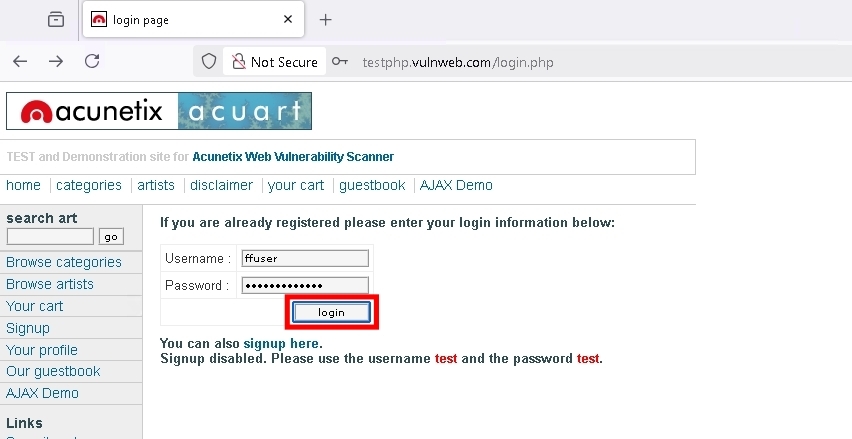 login page
Not Secure
testphp.vulnweb.com/login.php
acunetix acuart
TEST and Demonstration site for Acunetix Web Vulnerability Scanner
home categories artists disclaimer your cart guestbook AJAX Demo
search art
go
Browse categories
Browse artists
Your cart
Signup
Your profile
Our guestbook
AJAX Demo
Links
If you are already registered please enter your login information below:
Username : ffuser
Password : •••••••••••••
login
You can also signup here.
Signup disabled. Please use the username test and the password test.